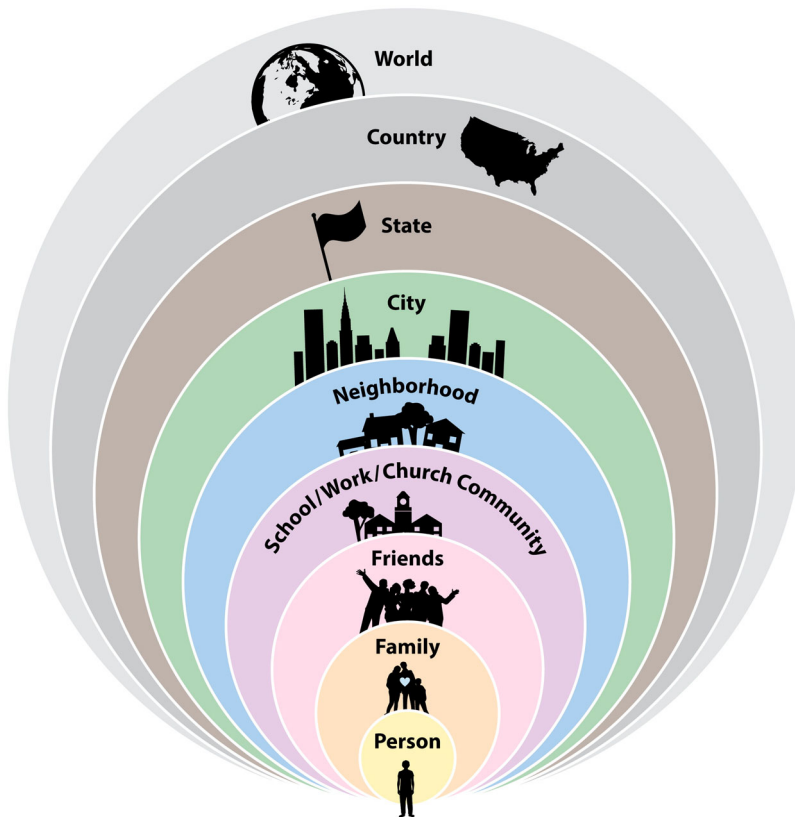 World
Country
State
City
Neighborhood
School/Work/Church Community
Friends
Family
Person